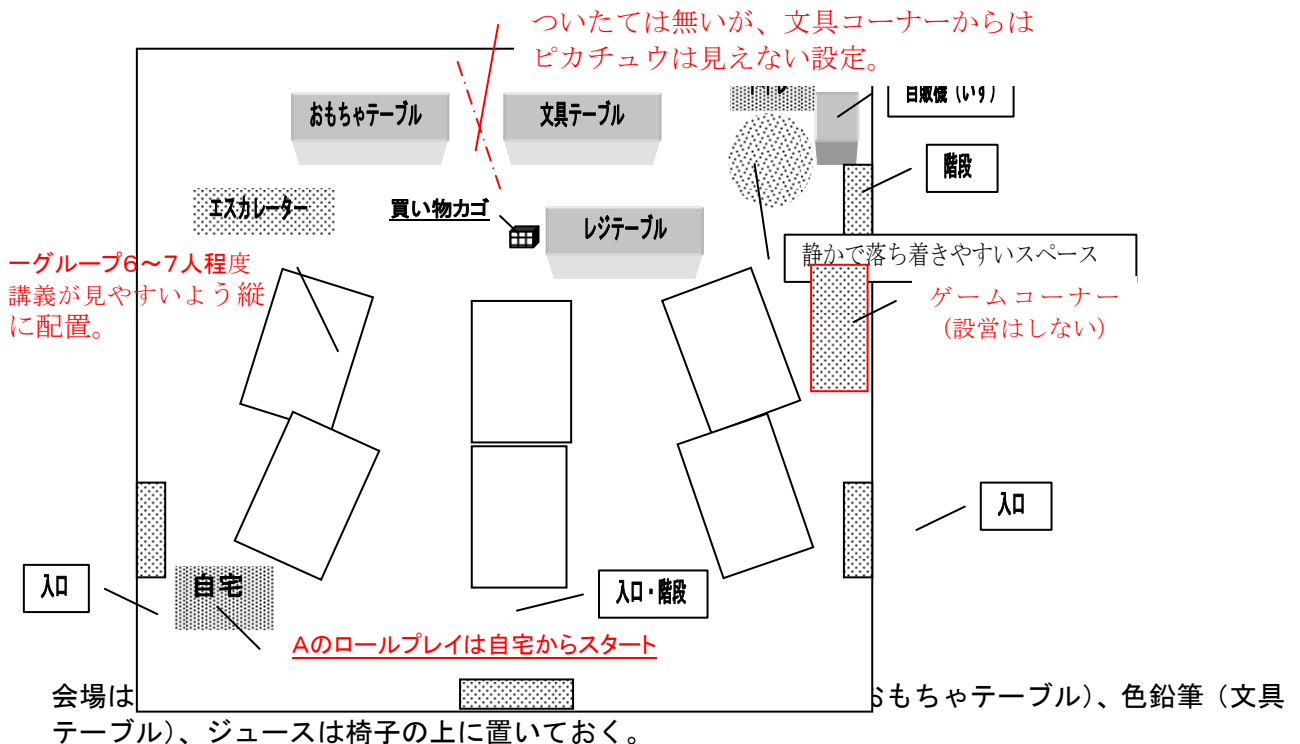 ついたては無いが、文具コーナーからは
ピカチュウは見えない設定。
おもちゃテーブル
文具テーブル
自販機（いす）
階段
エスカレーター
買い物カゴ
レジテーブル
静かで落ち着きやすいスペース
一グループ6～7人程度
講義が見やすいよう縦
に配置。
ゲームコーナー
（設営はしない）
入口
入口
自宅
入口・階段
Aのロールプレイは自宅からスタート
会場は
おもちゃテーブル）、色鉛筆（文具
テーブル）、ジュースは椅子の上に置いておく。